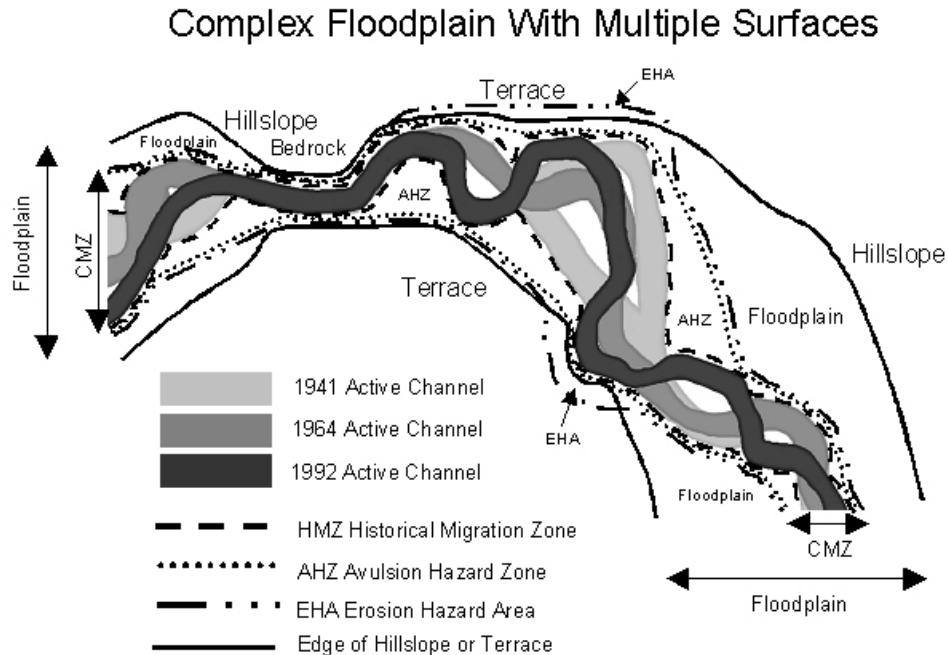 Complex Floodplain With Multiple Surfaces
EHA
Terrace
Hillslope
Floodplain
Bedrock
AHZ
Floodplain
CMZ
Hillslope
Terrace
AHZ
Floodplain
1941 Active Channel
1964 Active Channel
EHA
1992 Active Channel
Floodplain
HMZ Historical Migration Zone
CMZ
AHZ Avulsion Hazard Zone
EHA Erosion Hazard Area
Floodplain
Edge of Hillslope or Terrace